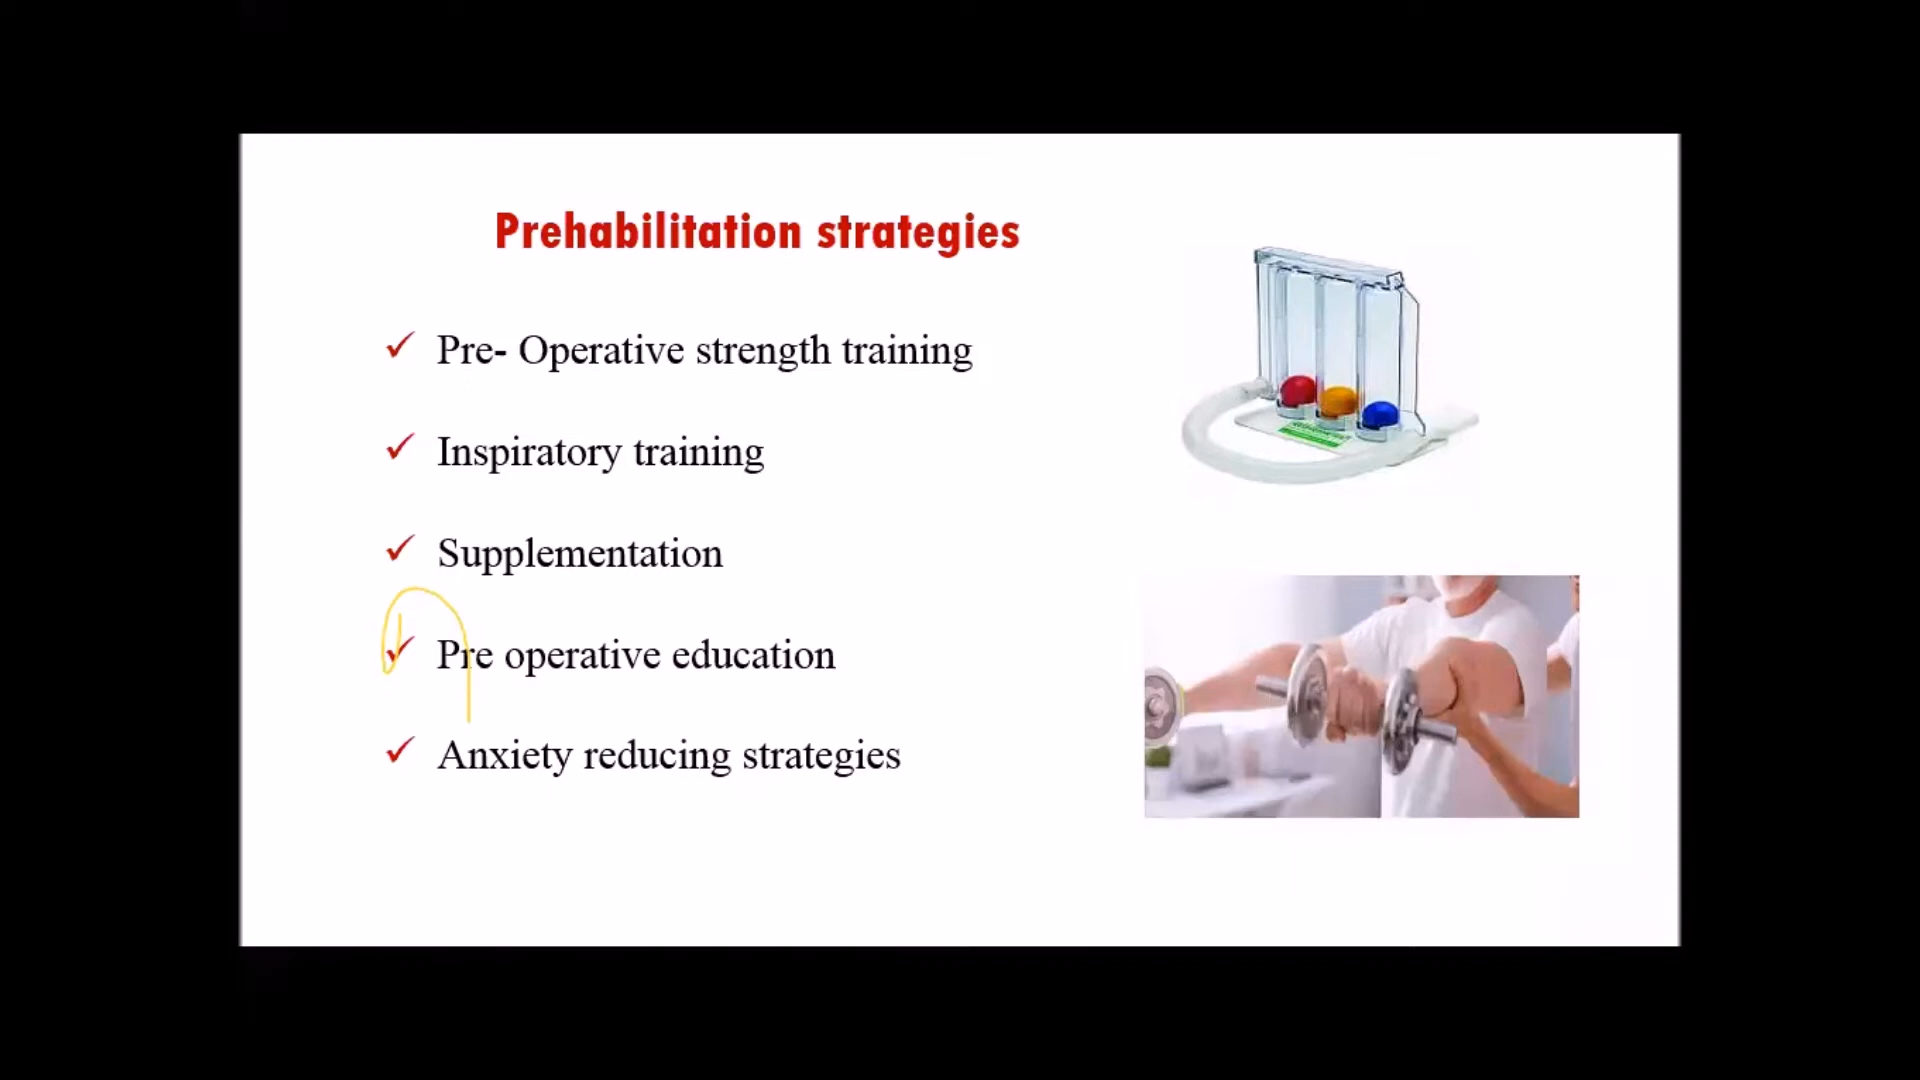 Prehabilitation strategies
✓ Pre- Operative strength training
✓ Inspiratory training
✓ Supplementation
✓ Pre operative education
✓ Anxiety reducing strategies